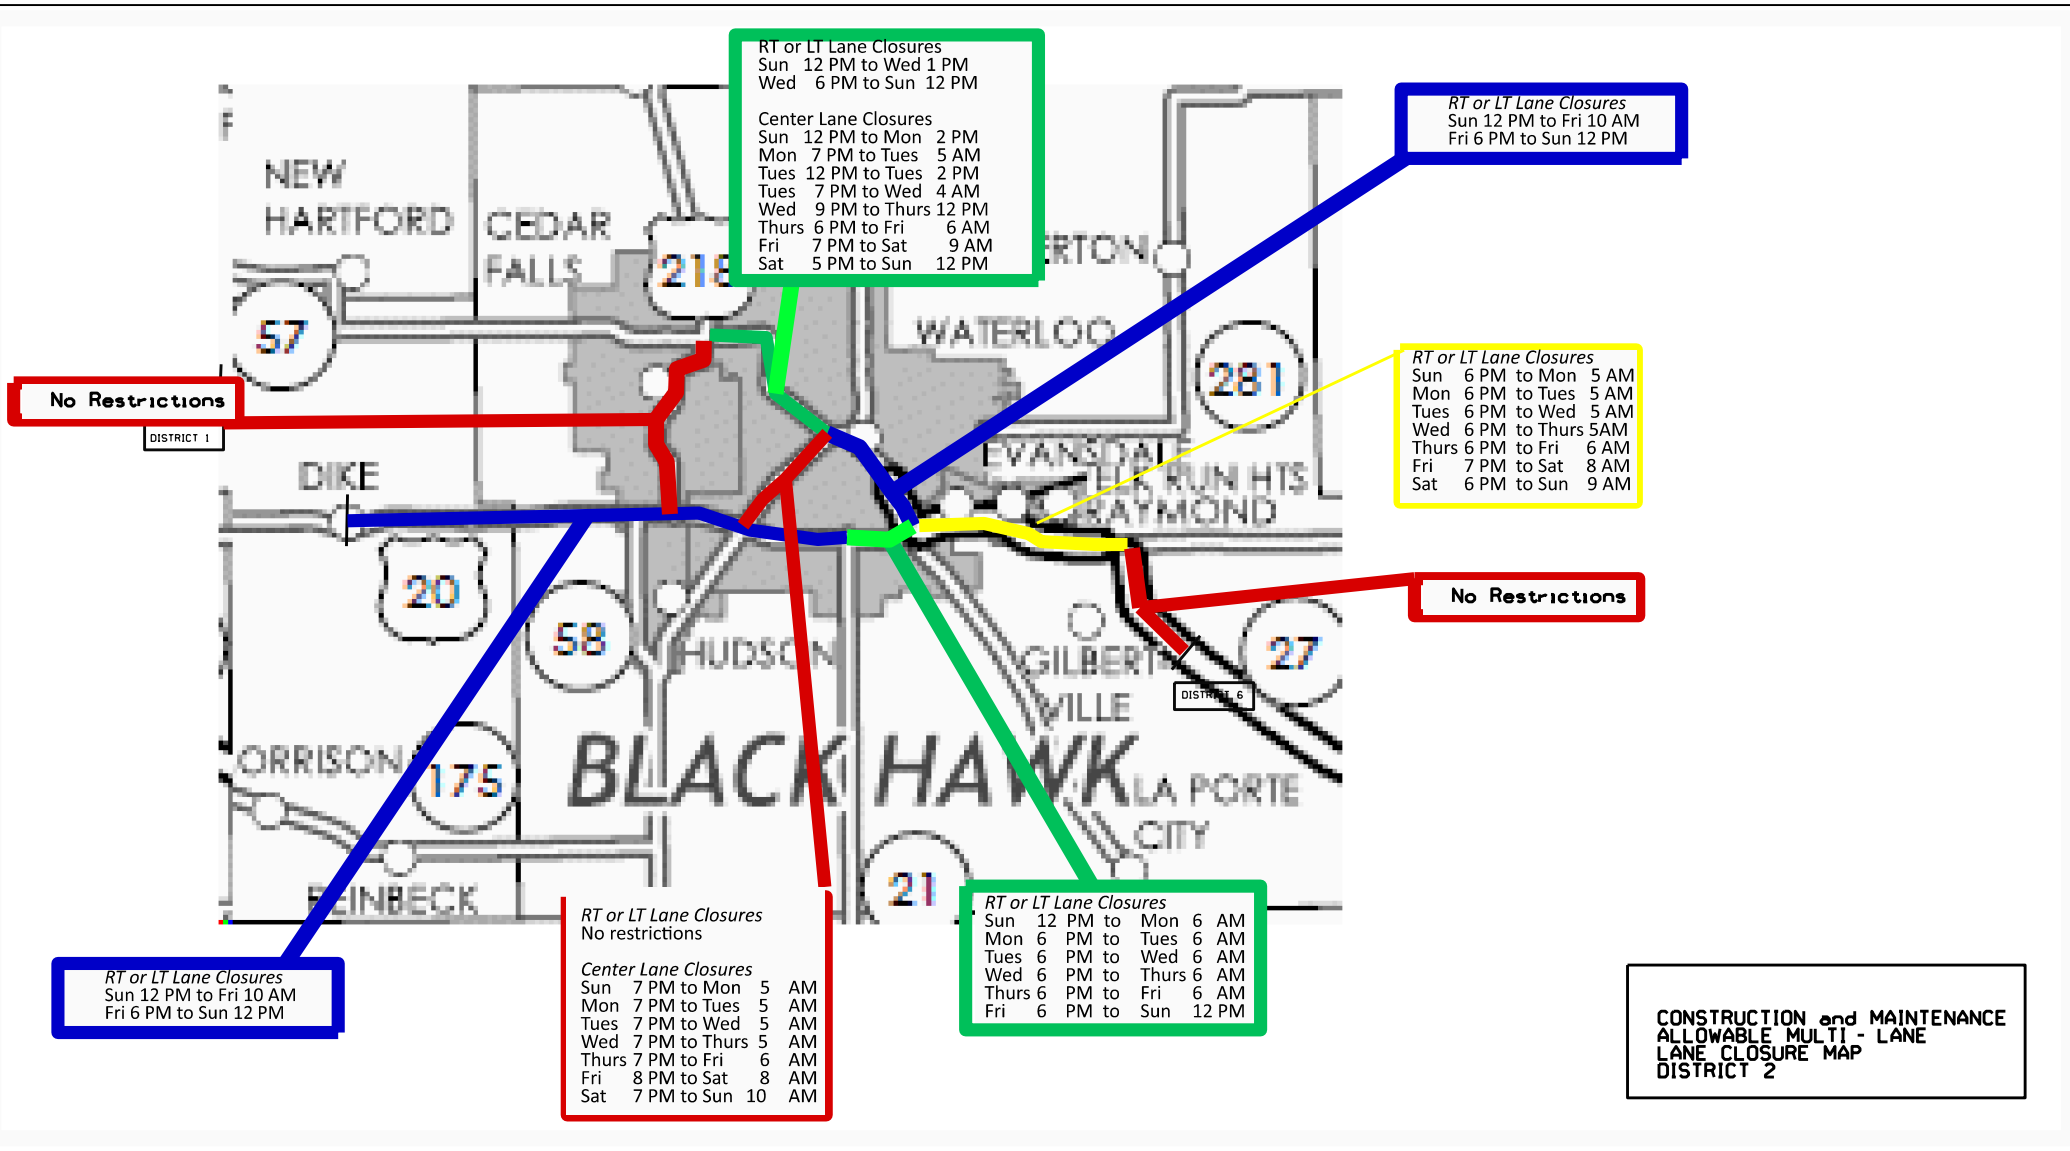 RT or LT Lane Closures
Sun 12 PM to Wed 1 PM
Wed 6 PM to Sun 12 PM
Center Lane Closures
Sun 12 PM to Mon 2 PM
Mon 7 PM to Tues 5 AM
Tues 12 PM to Tues 2 PM
Tues 7 PM to Wed 4 AM
Wed 9 PM to Thurs 12 PM
Thurs 6 PM to Fri 6 AM
Fri 7 PM to Sat 9 AM
Sat 5 PM to Sun 12 PM
RT or LT Lane Closures
Sun 12 PM to Fri 10 AM
Fri 6 PM to Sun 12 PM
NEW
HARTFORD
CEDAR
FALLS
218
ERTON
57
WATERLOO
281
RT or LT Lane Closures
Sun 6 PM to Mon 5 AM
Mon 6 PM to Tues 5 AM
Tues 6 PM to Wed 5 AM
Wed 6 PM to Thurs 5AM
Thurs 6 PM to Fri 6 AM
Fri 7 PM to Sat 8 AM
Sat 6 PM to Sun 9 AM
No Restrictions
DISTRICT 1
DIKE
EVANSDALE
ELK RUN HTS
RAYMOND
20
58
HUDSON
GILBERT
VILLE
27
No Restrictions
DISTRICT 6
ORRISON
175
BLACK HAWK
LA PORTE
CITY
21
REINBECK
RT or LT Lane Closures
Sun 12 PM to Fri 10 AM
Fri 6 PM to Sun 12 PM
RT or LT Lane Closures
No restrictions
Center Lane Closures
Sun 7 PM to Mon 5 AM
Mon 7 PM to Tues 5 AM
Tues 7 PM to Wed 5 AM
Wed 7 PM to Thurs 5 AM
Thurs 7 PM to Fri 6 AM
Fri 8 PM to Sat 8 AM
Sat 7 PM to Sun 10 AM
RT or LT Lane Closures
Sun 12 PM to Mon 6 AM
Mon 6 PM to Tues 6 AM
Tues 6 PM to Wed 6 AM
Wed 6 PM to Thurs 6 AM
Thurs 6 PM to Fri 6 AM
Fri 6 PM to Sun 12 PM
CONSTRUCTION and MAINTENANCE
ALLOWABLE MULTI - LANE
LANE CLOSURE MAP
DISTRICT 2